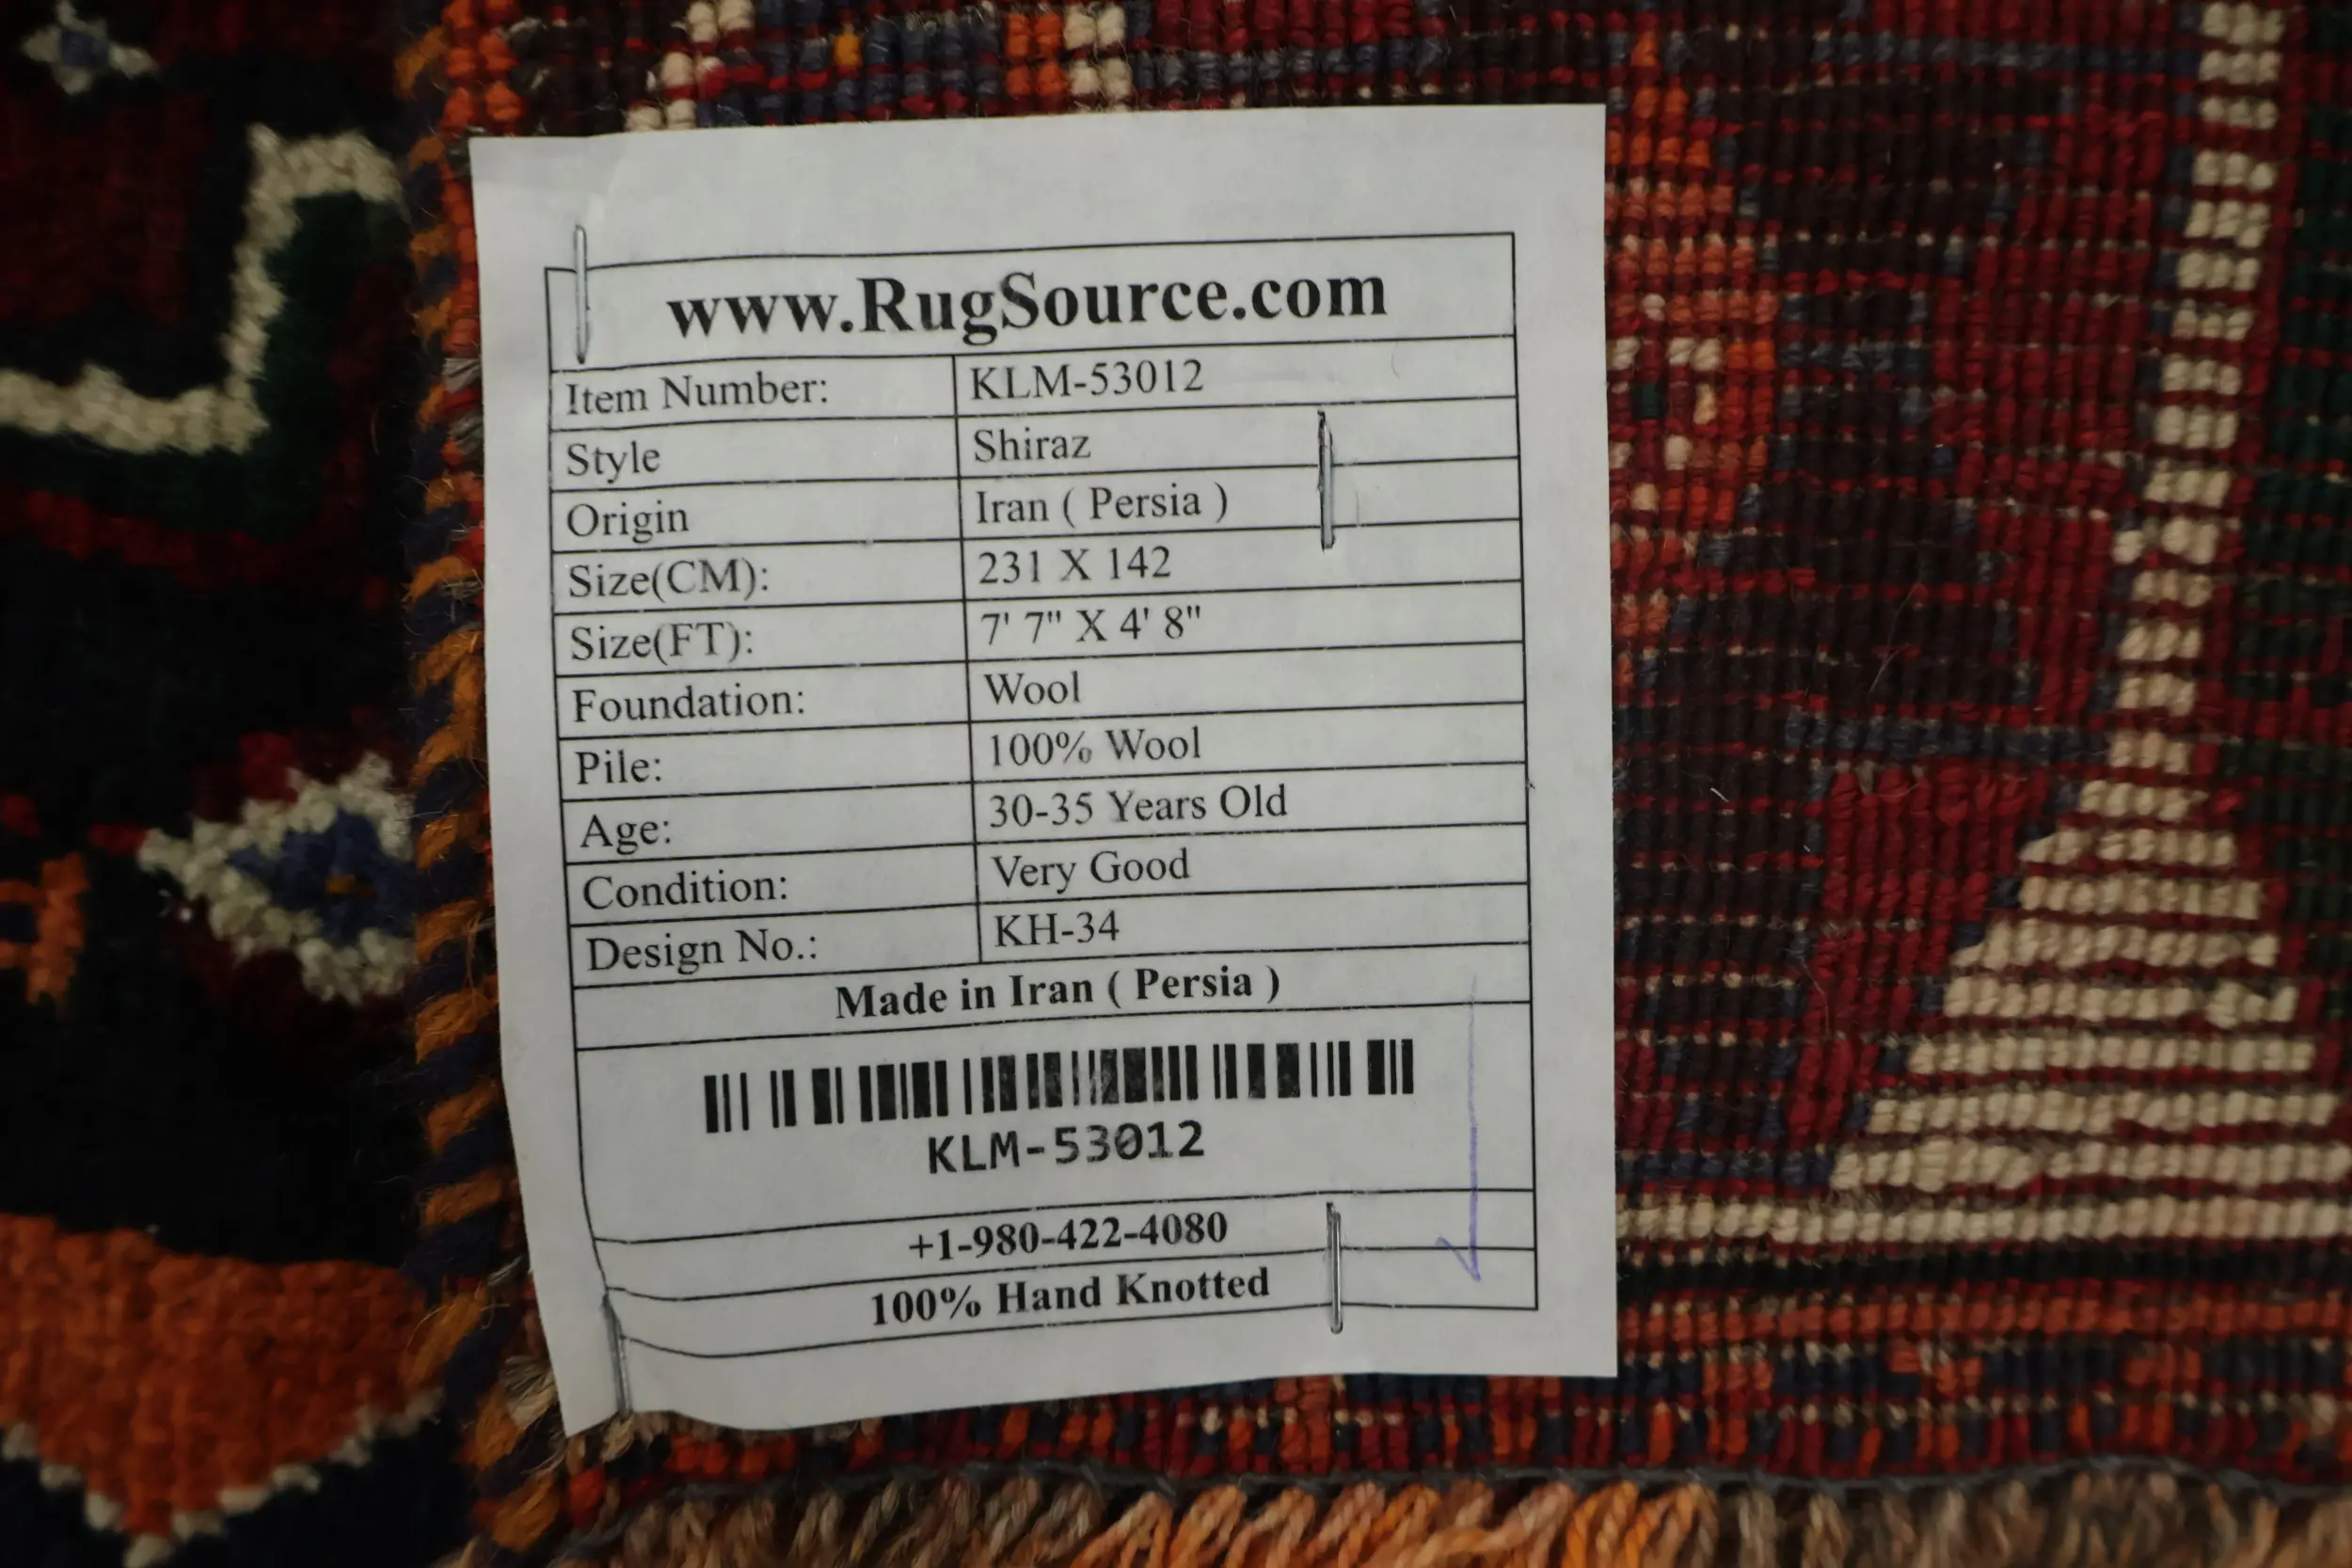 www.RugSource.com
Item Number: KLM-53012
Style Shiraz
Origin Iran ( Persia )
Size(CM): 231 X 142
Size(FT): 7' 7" X 4' 8"
Foundation: Wool
Pile: 100% Wool
Age: 30-35 Years Old
Condition: Very Good
Design No.: KH-34
Made in Iran ( Persia )
KLM-53012
+1-980-422-4080
100% Hand Knotted